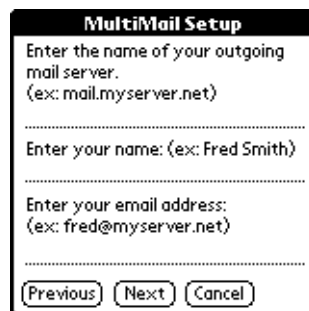 MultiMail Setup
Enter the name of your outgoing
mail server.
(ex: mail.myserver.net)
Enter your name: (ex: Fred Smith)
Enter your email address:
(ex: fred@myserver.net)
Previous Next Cancel